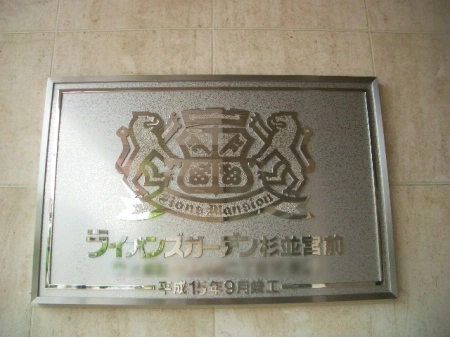 Lions Mansion
ライオンズガーデン杉並宮前
平成15年9月竣工